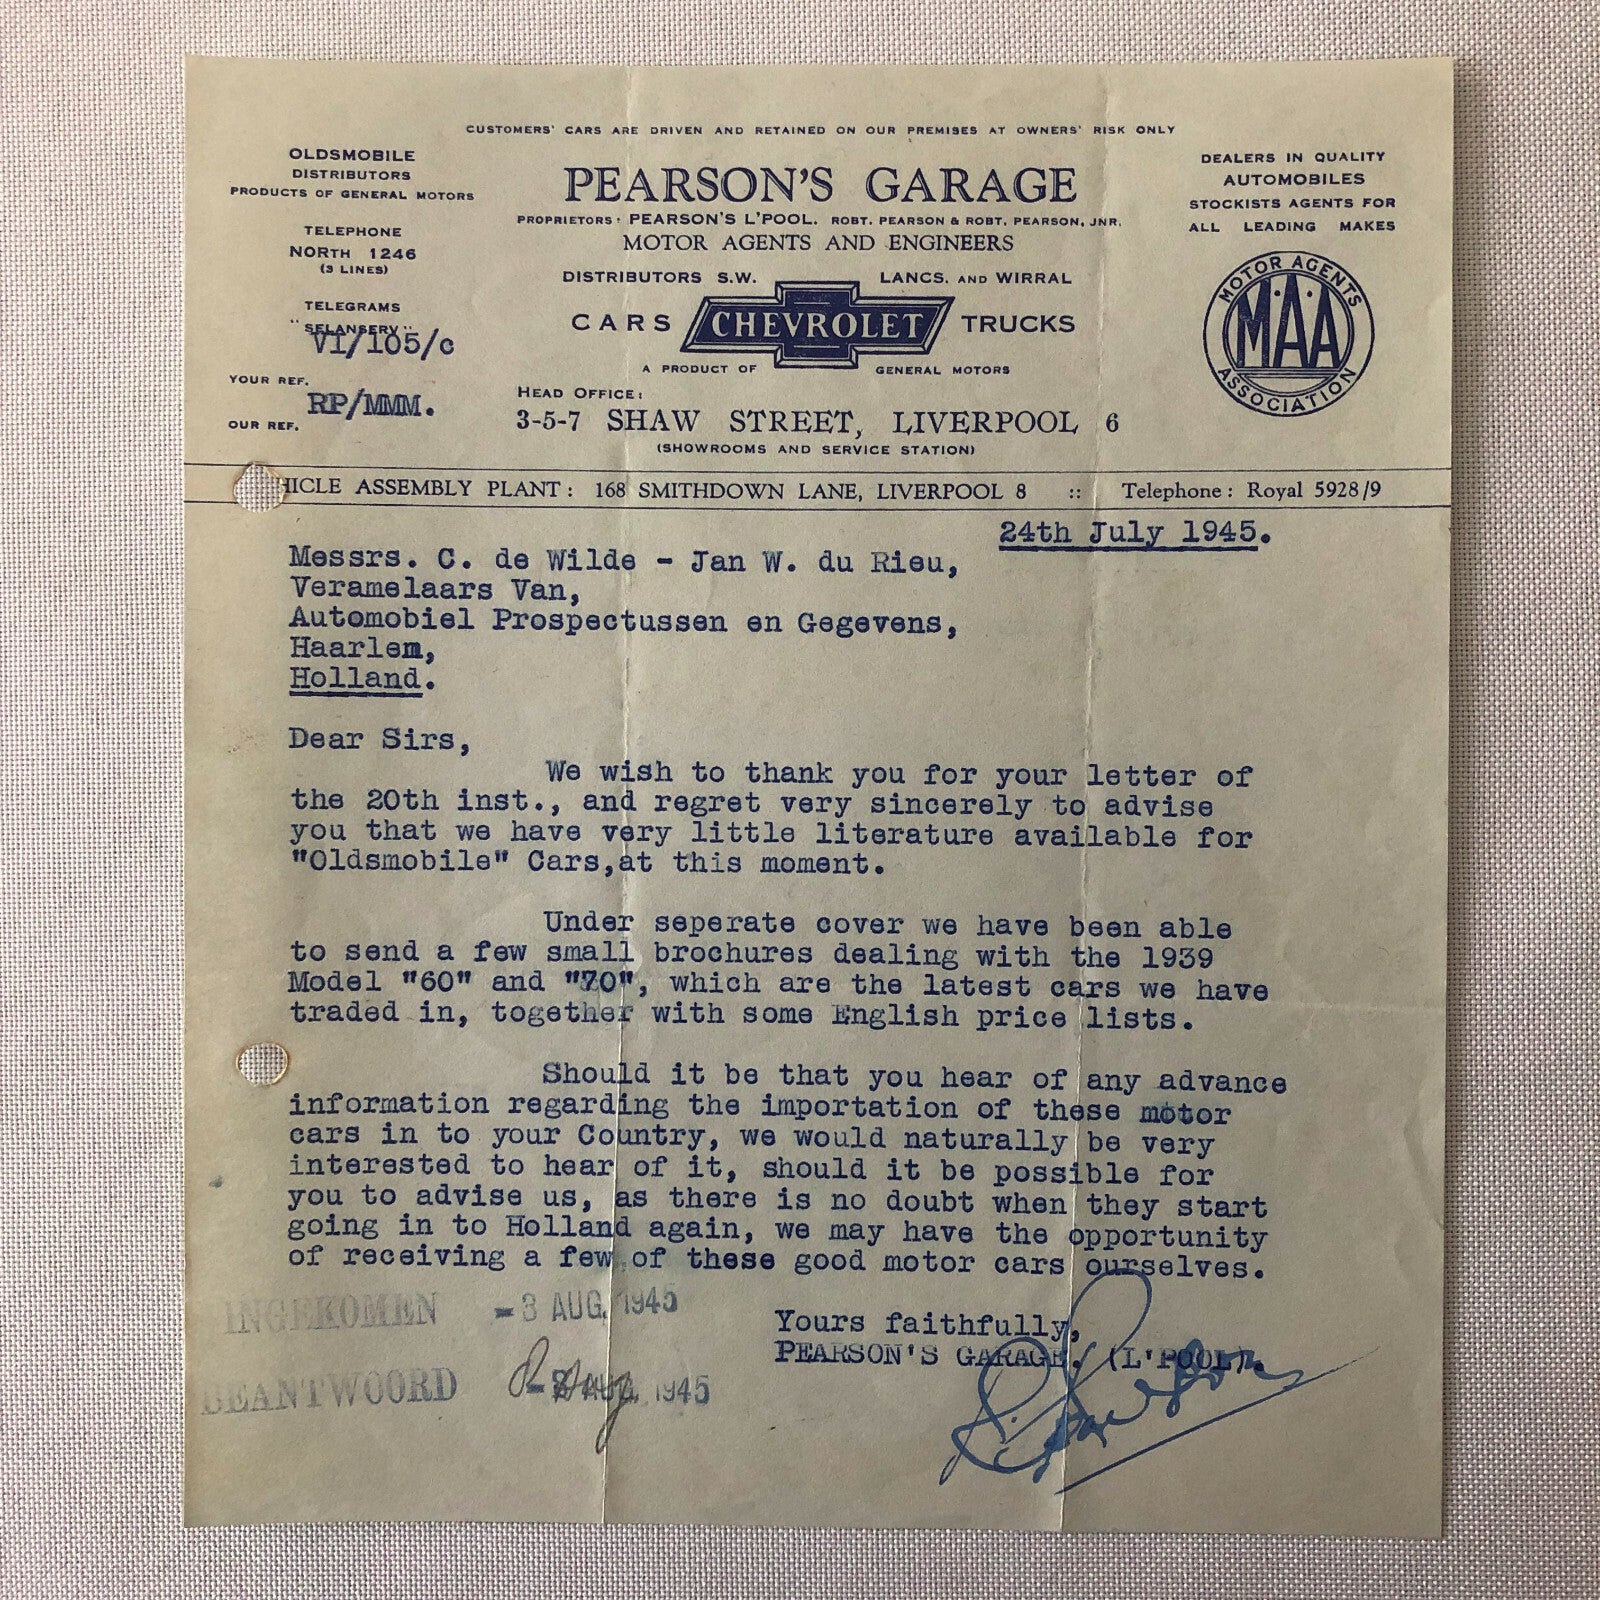 CUSTOMERS' CARS ARE DRIVEN AND RETAINED ON OUR PREMISES AT OWNERS' RISK ONLY
OLDSMOBILE
DISTRIBUTORS
PRODUCTS OF GENERAL MOTORS
TELEPHONE
NORTH 1246
(3 LINES)
TELEGRAMS
"SELANSERV"
VI/105/c
YOUR REF.
RP/MMM.
OUR REF.
PEARSON'S GARAGE
PROPRIETORS: PEARSON'S L'POOL. ROBT. PEARSON & ROBT. PEARSON, JNR.
MOTOR AGENTS AND ENGINEERS
DISTRIBUTORS S.W. LANCS. AND WIRRAL
CARS CHEVROLET TRUCKS
A PRODUCT OF GENERAL MOTORS
HEAD OFFICE:
3-5-7 SHAW STREET, LIVERPOOL 6
(SHOWROOMS AND SERVICE STATION)
DEALERS IN QUALITY
AUTOMOBILES
STOCKISTS AGENTS FOR
ALL LEADING MAKES
MOTOR AGENTS
M·A·A
ASSOCIATION
HICLE ASSEMBLY PLANT: 168 SMITHDOWN LANE, LIVERPOOL 8 :: Telephone: Royal 5928/9
24th July 1945.
Messrs. C. de Wilde - Jan W. du Rieu,
Veramelaars Van,
Automobiel Prospectussen en Gegevens,
Haarlem,
Holland.
Dear Sirs,
We wish to thank you for your letter of
the 20th inst., and regret very sincerely to advise
you that we have very little literature available for
"Oldsmobile" Cars,at this moment.
Under seperate cover we have been able
to send a few small brochures dealing with the 1939
Model "60" and "70", which are the latest cars we have
traded in, together with some English price lists.
Should it be that you hear of any advance
information regarding the importation of these motor
cars in to your Country, we would naturally be very
interested to hear of it, should it be possible for
you to advise us, as there is no doubt when they start
going in to Holland again, we may have the opportunity
of receiving a few of these good motor cars ourselves.
INGEKOMEN -3 AUG. 1945
Yours faithfully,
PEARSON'S GARAGE. (L'POOL).
BEANTWOORD AUG. 1945
R. Pearson